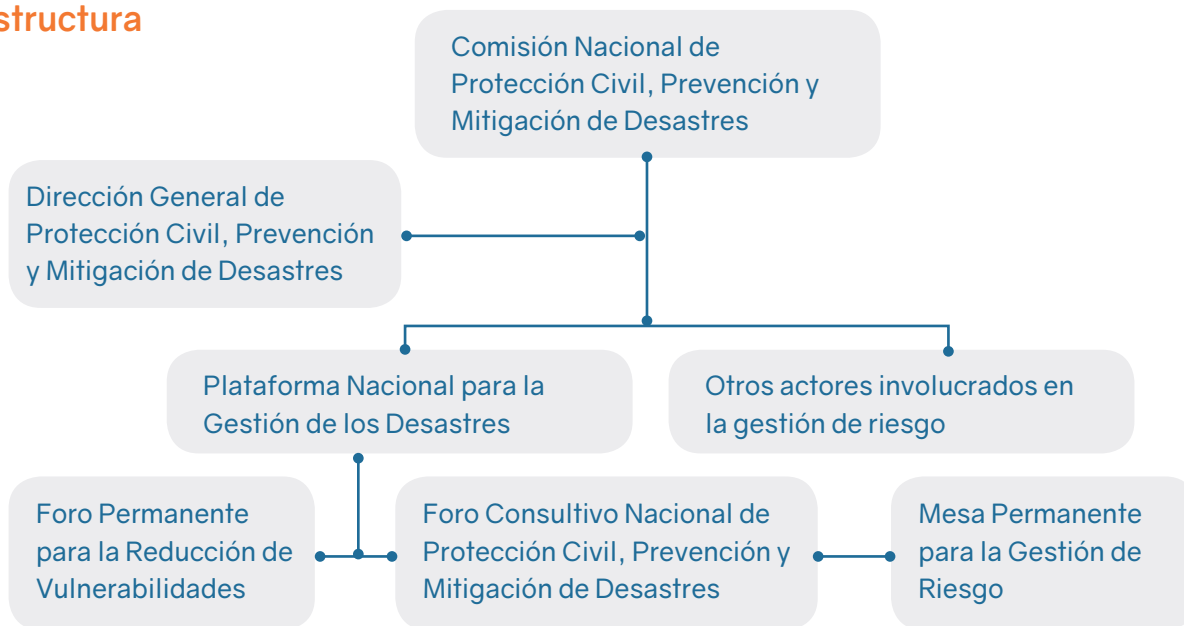 structura
Comisión Nacional de
Protección Civil, Prevención y
Mitigación de Desastres
Dirección General de
Protección Civil, Prevención
y Mitigación de Desastres
Plataforma Nacional para la
Gestión de los Desastres
Otros actores involucrados en
la gestión de riesgo
Foro Permanente
para la Reducción de
Vulnerabilidades
Foro Consultivo Nacional de
Protección Civil, Prevención y
Mitigación de Desastres
Mesa Permanente
para la Gestión de
Riesgo